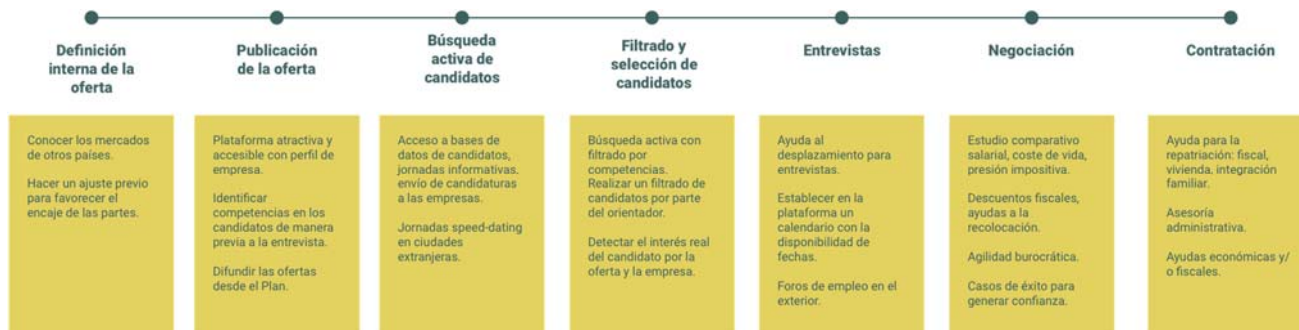 Definición
interna de la
oferta
Publicación
de la oferta
Búsqueda
activa de
candidatos
Filtrado y
selección de
candidatos
Entrevistas
Negociación
Contratación
Conocer los mercados
de otros países.
Hacer un ajuste previo
para favorecer el
encaje de las partes.
Plataforma atractiva y
accesible con perfil de
empresa.
Identificar
competencias en los
candidatos de manera
previa a la entrevista.
Difundir las ofertas
desde el Plan.
Acceso a bases de
datos de candidatos,
jornadas informativas,
envío de candidaturas
a las empresas.
Jornadas speed-dating
en ciudades
extranjeras.
Búsqueda activa con
filtrado por
competencias.
Realizar un filtrado de
candidatos por parte
del orientador.
Detectar el interés real
del candidato por la
oferta y la empresa.
Ayuda al
desplazamiento para
entrevistas.
Establecer en la
plataforma un
calendario con la
disponibilidad de
fechas.
Foros de empleo en el
exterior.
Estudio comparativo
salarial, coste de vida,
presión impositiva.
Descuentos fiscales,
ayudas a la
recolocación.
Agilidad burocrática.
Casos de éxito para
generar confianza.
Ayuda para la
repatriación: fiscal,
vivienda, integración
familiar.
Asesoría
administrativa.
Ayudas económicas y/
o fiscales.